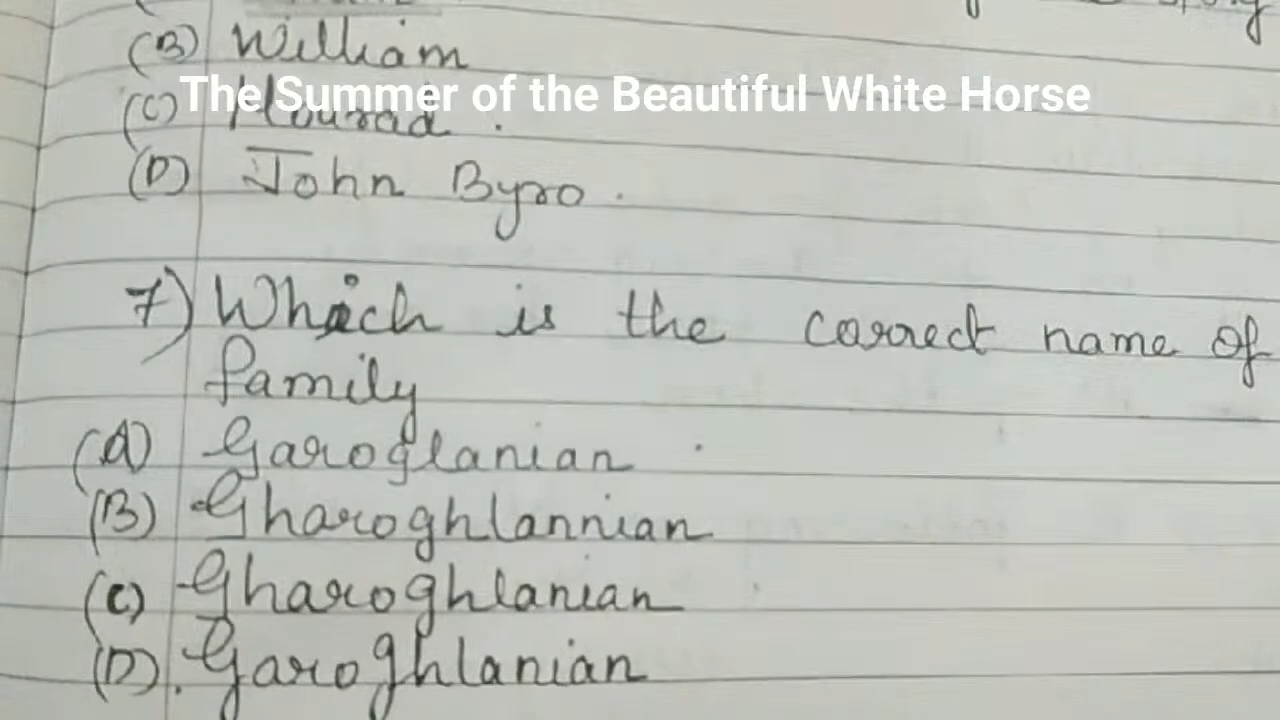 (B) William
The Summer of the Beautiful White Horse
(C) Mourad.
(D) John Byro.
7) Which is the correct name of
family
(A) Garoglanian.
(B) Gharoghlannian
(C) Gharoghlanian
(D). Garoghlanian